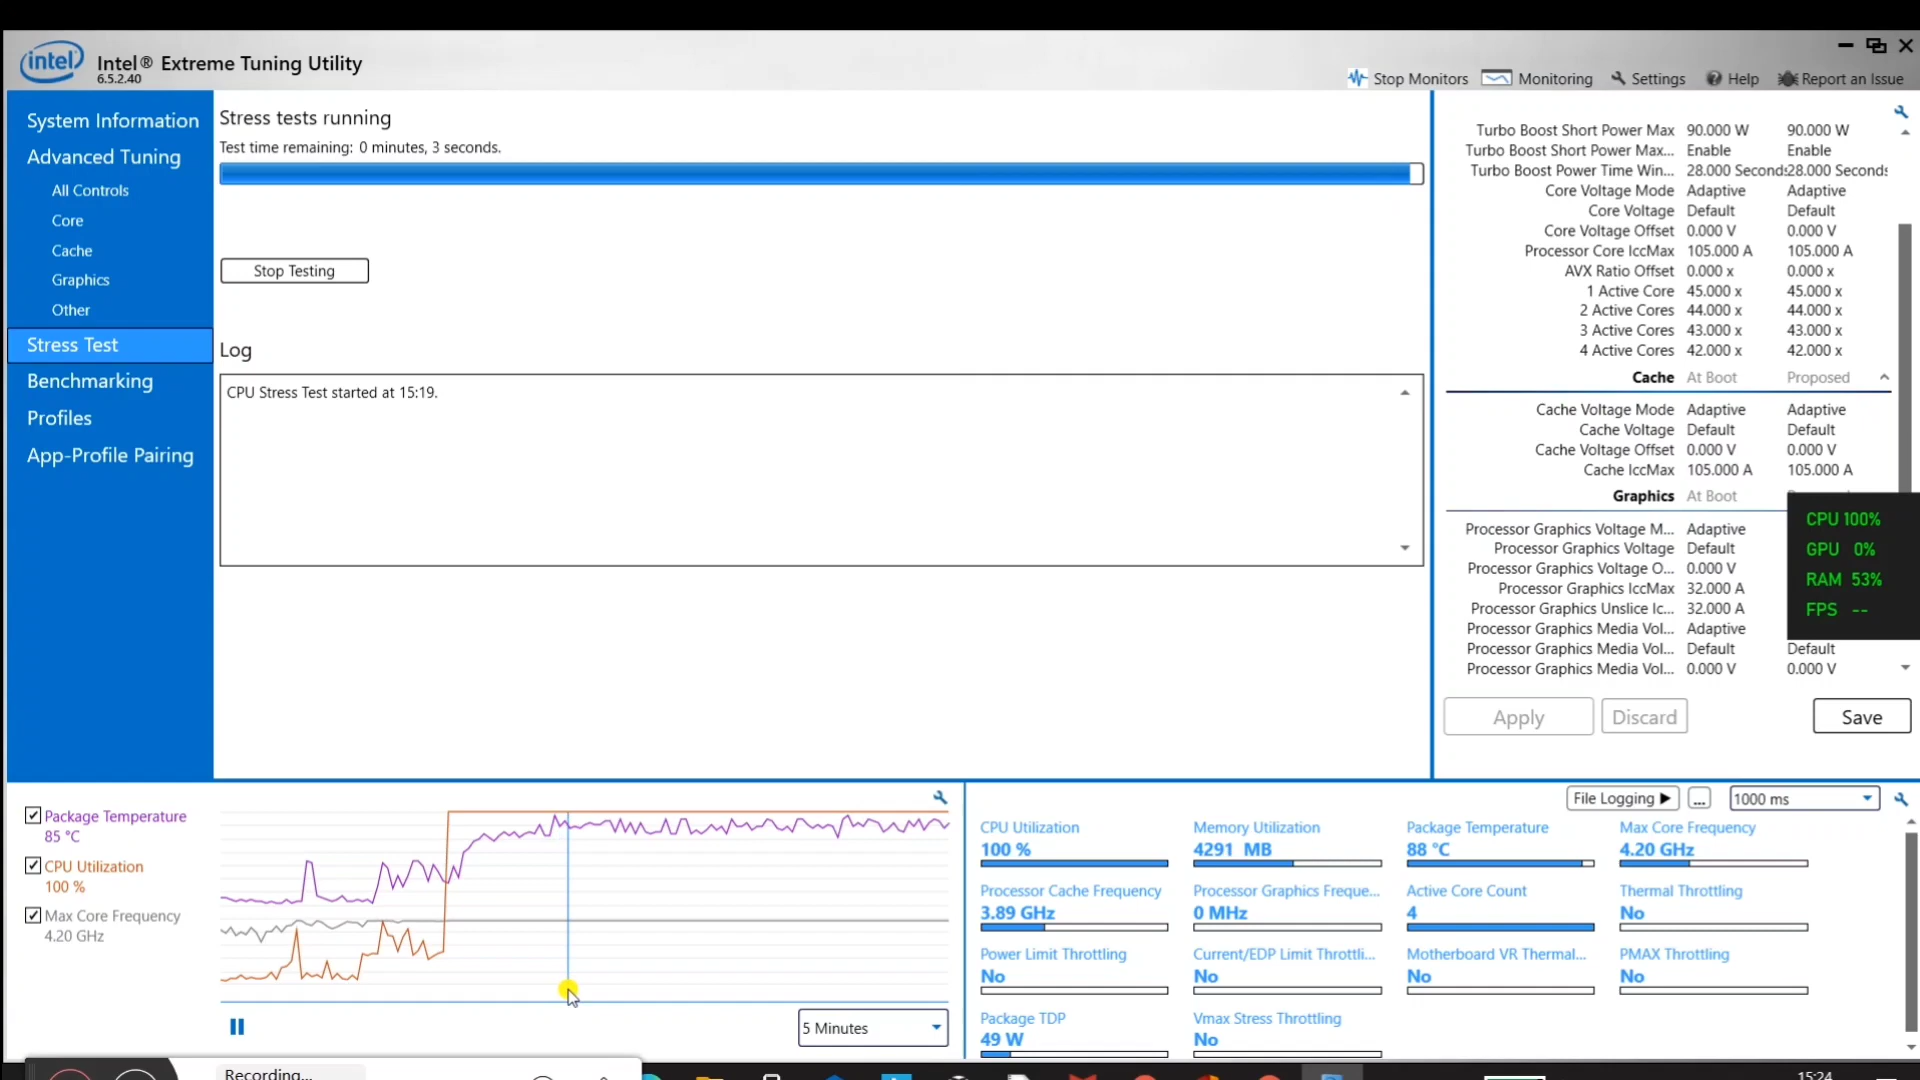 intel
Intel® Extreme Tuning Utility
6.5.2.40
Stop Monitors
Monitoring
Settings
Help
Report an Issue
System Information
Advanced Tuning
All Controls
Core
Cache
Graphics
Other
Stress Test
Benchmarking
Profiles
App-Profile Pairing
Stress tests running
Test time remaining: 0 minutes, 3 seconds.
Stop Testing
Log
CPU Stress Test started at 15:19.
Turbo Boost Short Power Max 90.000 W 90.000 W
Turbo Boost Short Power Max... Enable Enable
Turbo Boost Power Time Win... 28.000 Seconds 28.000 Seconds
Core Voltage Mode Adaptive Adaptive
Core Voltage Default Default
Core Voltage Offset 0.000 V 0.000 V
Processor Core IccMax 105.000 A 105.000 A
AVX Ratio Offset 0.000 x 0.000 x
1 Active Core 45.000 x 45.000 x
2 Active Cores 44.000 x 44.000 x
3 Active Cores 43.000 x 43.000 x
4 Active Cores 42.000 x 42.000 x
Cache At Boot Proposed
Cache Voltage Mode Adaptive Adaptive
Cache Voltage Default Default
Cache Voltage Offset 0.000 V 0.000 V
Cache IccMax 105.000 A 105.000 A
Graphics At Boot
Processor Graphics Voltage M... Adaptive
Processor Graphics Voltage Default
Processor Graphics Voltage O... 0.000 V
Processor Graphics IccMax 32.000 A
Processor Graphics Unslice Ic... 32.000 A
Processor Graphics Media Vol... Adaptive
Processor Graphics Media Vol... Default Default
Processor Graphics Media Vol... 0.000 V 0.000 V
CPU 100%
GPU 0%
RAM 53%
FPS --
Apply
Discard
Save
Package Temperature
85 °C
CPU Utilization
100 %
Max Core Frequency
4.20 GHz
5 Minutes
File Logging
...
1000 ms
CPU Utilization
100 %
Memory Utilization
4291 MB
Package Temperature
88 °C
Max Core Frequency
4.20 GHz
Processor Cache Frequency
3.89 GHz
Processor Graphics Freque...
0 MHz
Active Core Count
4
Thermal Throttling
No
Power Limit Throttling
No
Current/EDP Limit Throttli...
No
Motherboard VR Thermal...
No
PMAX Throttling
No
Package TDP
49 W
Vmax Stress Throttling
No
Recording...
15:24